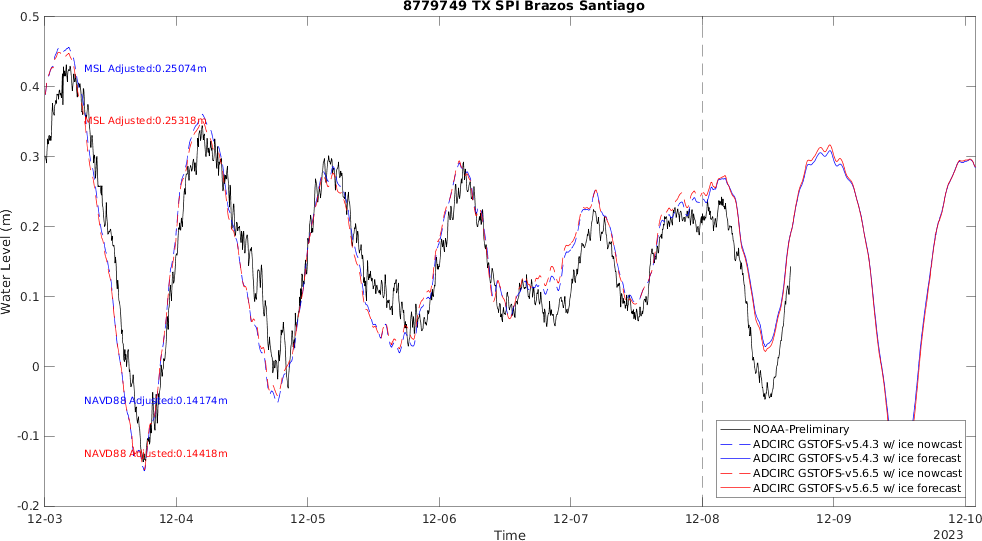 8779749 TX SPI Brazos Santiago
0.5
0.4
0.3
0.2
0.1
0
-0.1
-0.2
Water Level (m)
MSL Adjusted:0.25074m
MSL Adjusted:0.25318m
NAVD88 Adjusted:0.14174m
NAVD88 Adjusted:0.14418m
NOAA-Preliminary
ADCIRC GSTOFS-v5.4.3 w/ ice nowcast
ADCIRC GSTOFS-v5.4.3 w/ ice forecast
ADCIRC GSTOFS-v5.6.5 w/ ice nowcast
ADCIRC GSTOFS-v5.6.5 w/ ice forecast
12-03 12-04 12-05 12-06 12-07 12-08 12-09 12-10
Time
2023